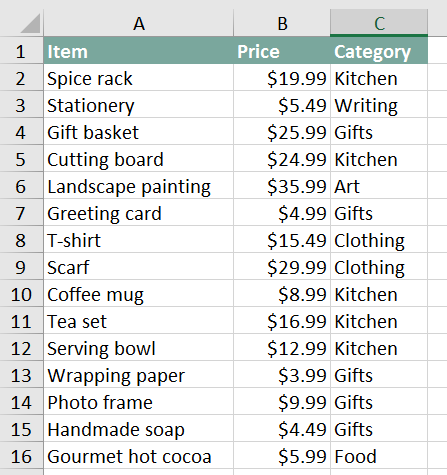 A B C
1 Item Price Category
2 Spice rack $19.99 Kitchen
3 Stationery $5.49 Writing
4 Gift basket $25.99 Gifts
5 Cutting board $24.99 Kitchen
6 Landscape painting $35.99 Art
7 Greeting card $4.99 Gifts
8 T-shirt $15.49 Clothing
9 Scarf $29.99 Clothing
10 Coffee mug $8.99 Kitchen
11 Tea set $16.99 Kitchen
12 Serving bowl $12.99 Kitchen
13 Wrapping paper $3.99 Gifts
14 Photo frame $9.99 Gifts
15 Handmade soap $4.49 Gifts
16 Gourmet hot cocoa $5.99 Food